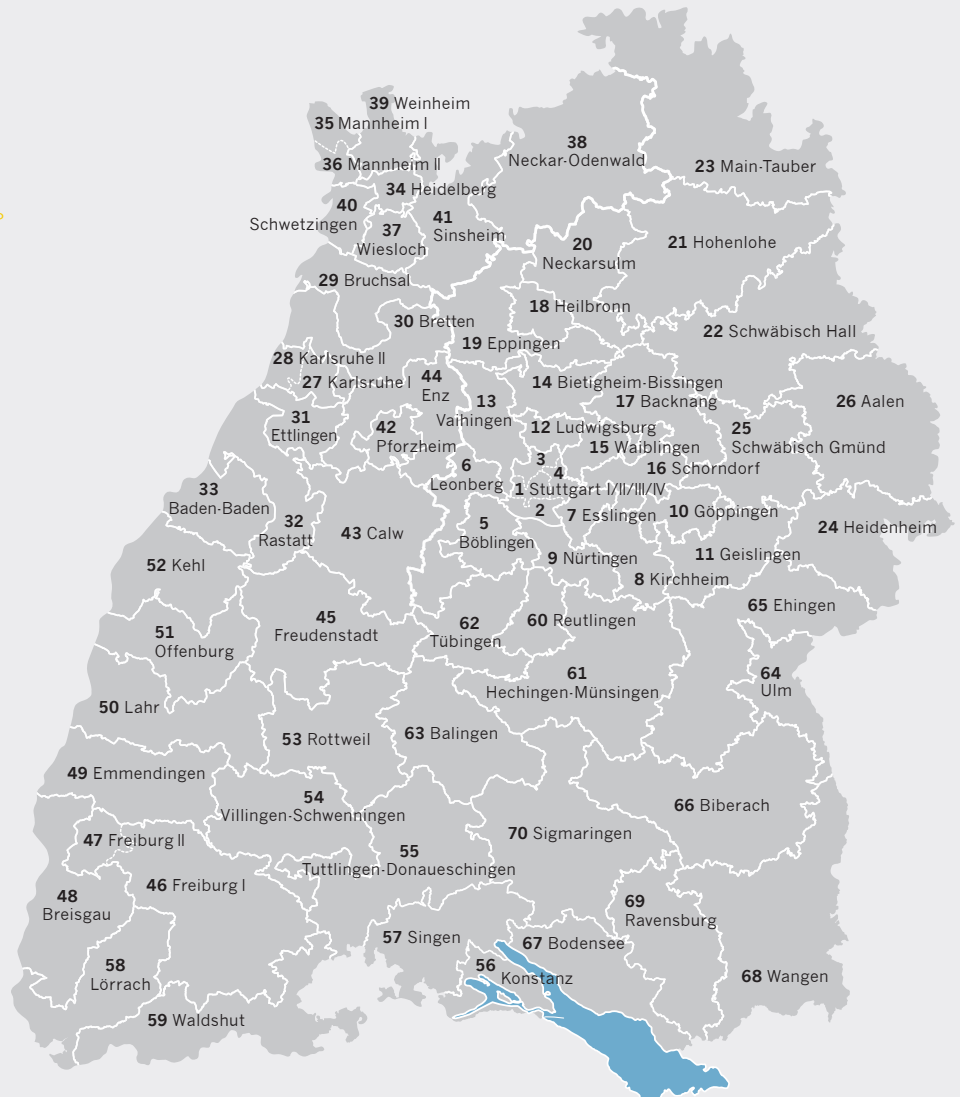 39 Weinheim
35 Mannheim I
38
Neckar-Odenwald
36 Mannheim II
23 Main-Tauber
34 Heidelberg
40
Schwetzingen
41
Sinsheim
37
Wiesloch
20
Neckarsulm
21 Hohenlohe
29 Bruchsal
18 Heilbronn
30 Bretten
22 Schwäbisch Hall
19 Eppingen
28 Karlsruhe II
27 Karlsruhe I
44
Enz
14 Bietigheim-Bissingen
13
Vaihingen
17 Backnang
26 Aalen
31
Ettlingen
42
Pforzheim
12 Ludwigsburg
25
Schwäbisch Gmünd
15 Waiblingen
3
6
Leonberg
16 Schorndorf
4
1 Stuttgart I/II/III/IV
33
Baden-Baden
2
7 Esslingen
10 Göppingen
32
Rastatt
43 Calw
5
Böblingen
24 Heidenheim
9 Nürtingen
11 Geislingen
52 Kehl
8 Kirchheim
65 Ehingen
45
Freudenstadt
62
Tübingen
60 Reutlingen
51
Offenburg
61
Hechingen-Münsingen
64
Ulm
50 Lahr
53 Rottweil
63 Balingen
49 Emmendingen
54
Villingen-Schwenningen
66 Biberach
70 Sigmaringen
47 Freiburg II
55
Tuttlingen-Donaueschingen
46 Freiburg I
48
Breisgau
69
Ravensburg
57 Singen
67 Bodensee
58
Lörrach
56
Konstanz
68 Wangen
59 Waldshut